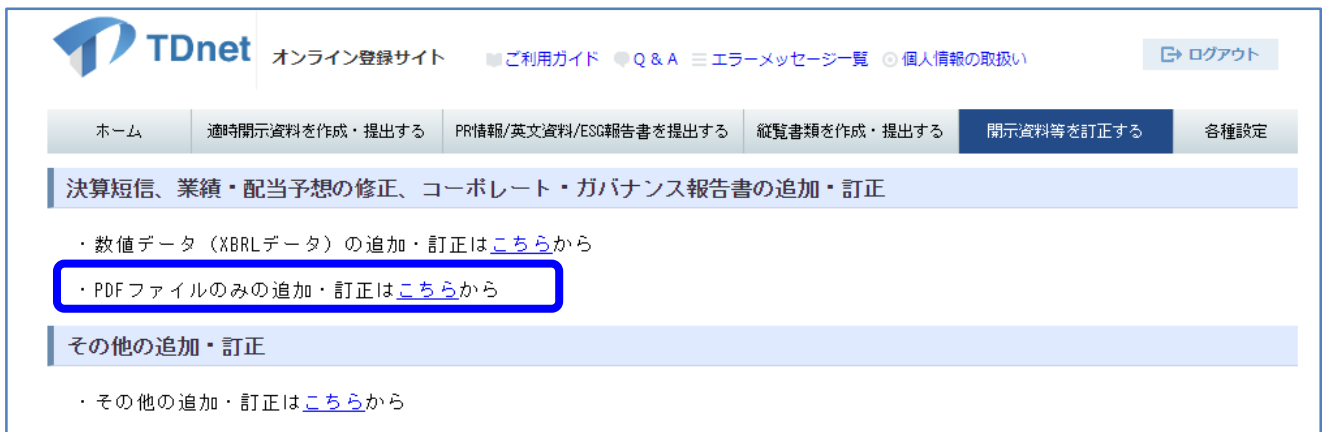 TDnet オンライン登録サイト ご利用ガイド Q & A エラーメッセージ一覧 個人情報の取扱い ログアウト
ホーム 適時開示資料を作成・提出する PR情報/英文資料/ESG報告書を提出する 縦覧書類を作成・提出する 開示資料等を訂正する 各種設定
決算短信、業績・配当予想の修正、コーポレート・ガバナンス報告書の追加・訂正
・数値データ（XBRLデータ）の追加・訂正はこちらから
・PDFファイルのみの追加・訂正はこちらから
その他の追加・訂正
・その他の追加・訂正はこちらから